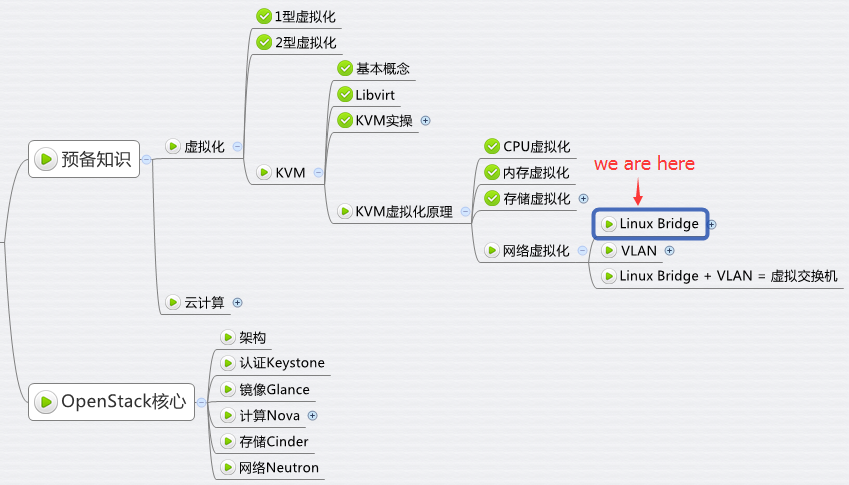 1型虚拟化
2型虚拟化
基本概念
Libvirt
KVM实操
虚拟化
预备知识
KVM
CPU虚拟化
内存虚拟化
we are here
存储虚拟化
KVM虚拟化原理
Linux Bridge
网络虚拟化
VLAN
Linux Bridge + VLAN = 虚拟交换机
云计算
架构
认证Keystone
镜像Glance
OpenStack核心
计算Nova
存储Cinder
网络Neutron